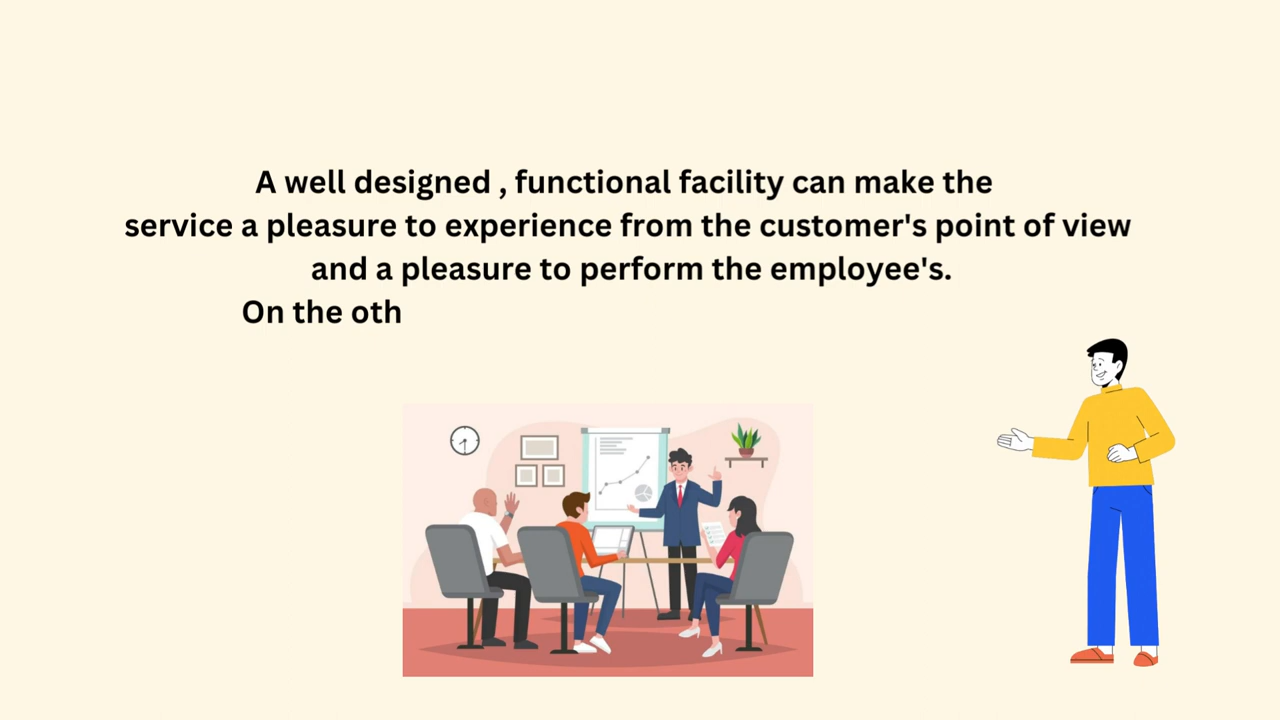 A well designed , functional facility can make the
service a pleasure to experience from the customer's point of view
and a pleasure to perform the employee's.
On the oth